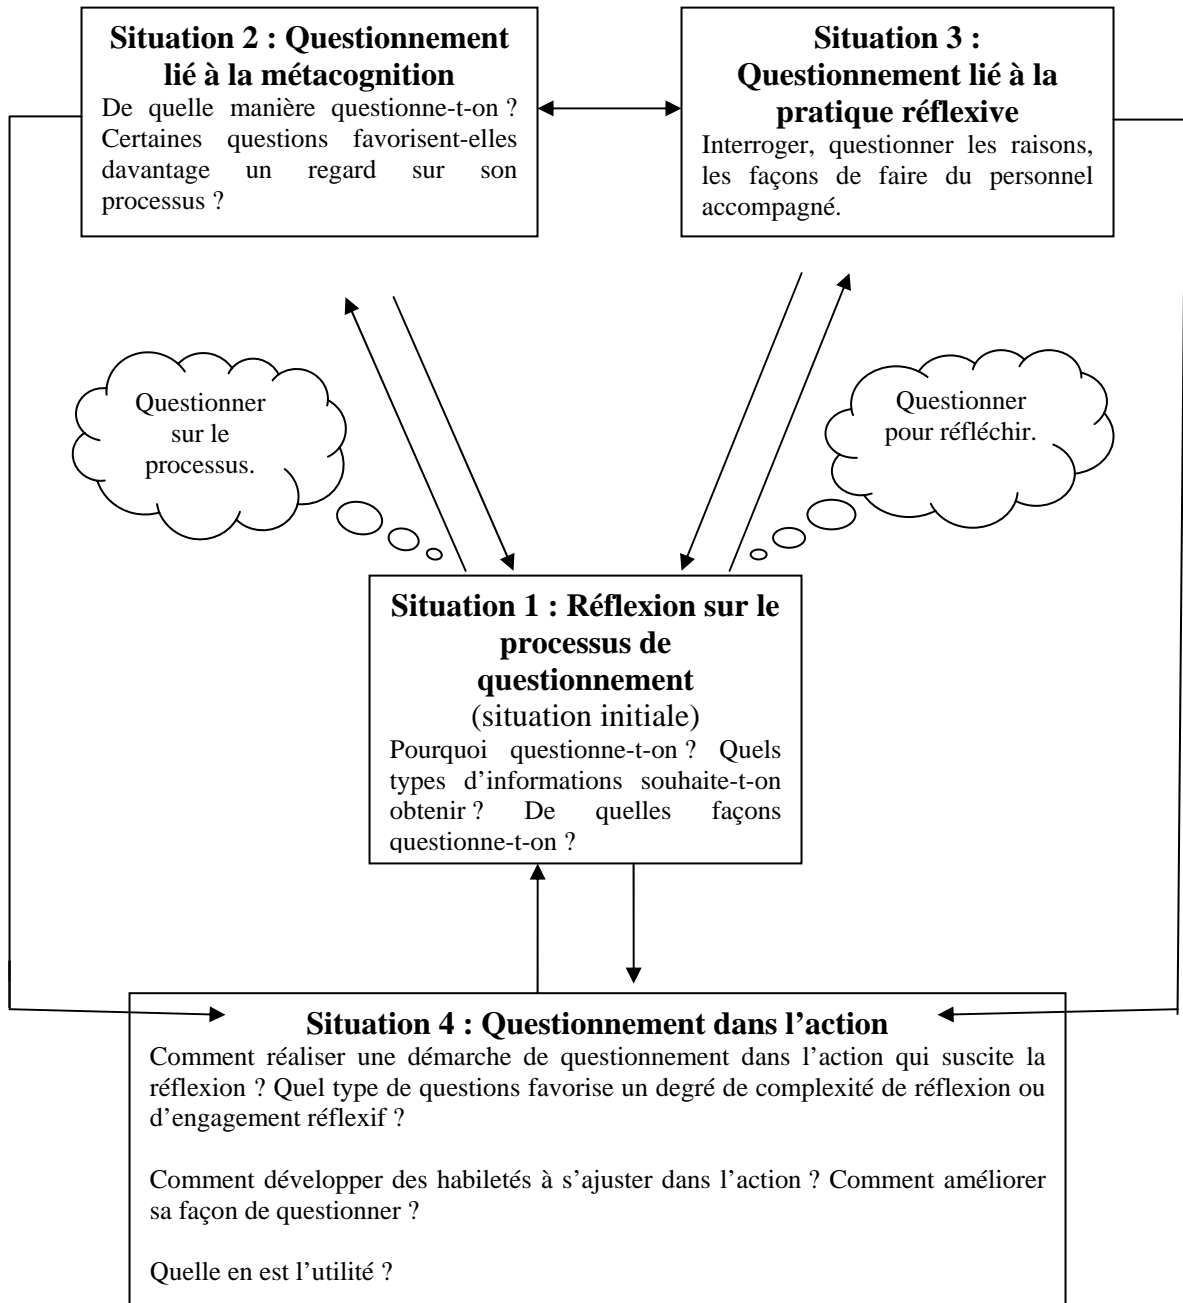 Situation 2 : Questionnement
lié à la métacognition
De quelle manière questionne-t-on ?
Certaines questions favorisent-elles
davantage un regard sur son
processus ?
Situation 3 :
Questionnement lié à la
pratique réflexive
Interroger, questionner les raisons,
les façons de faire du personnel
accompagné.
Questionner
sur le
processus.
Questionner
pour réfléchir.
Situation 1 : Réflexion sur le
processus de
questionnement
(situation initiale)
Pourquoi questionne-t-on ? Quels
types d’informations souhaite-t-on
obtenir ? De quelles façons
questionne-t-on ?
Situation 4 : Questionnement dans l’action
Comment réaliser une démarche de questionnement dans l’action qui suscite la
réflexion ? Quel type de questions favorise un degré de complexité de réflexion ou
d’engagement réflexif ?
Comment développer des habiletés à s’ajuster dans l’action ? Comment améliorer
sa façon de questionner ?
Quelle en est l’utilité ?